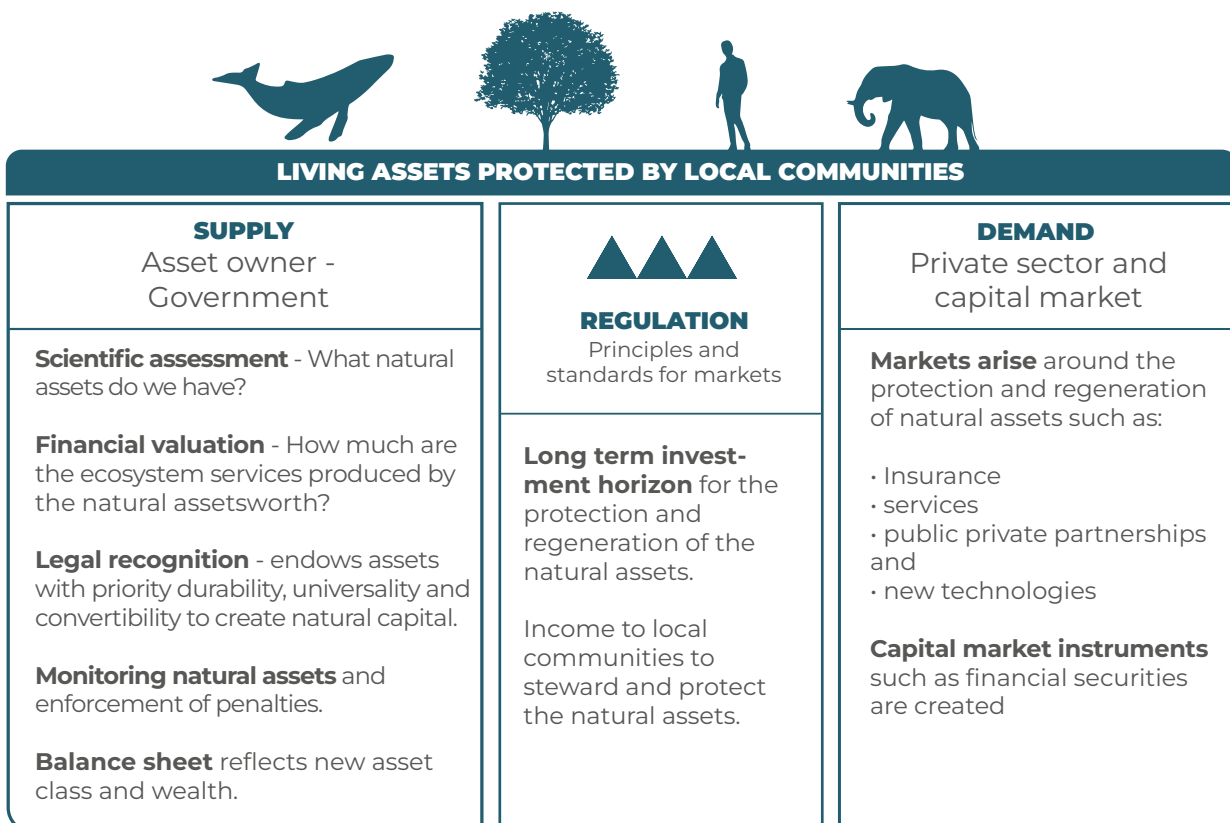 LIVING ASSETS PROTECTED BY LOCAL COMMUNITIES
SUPPLY
Asset owner -
Government
Scientific assessment - What natural
assets do we have?
Financial valuation - How much are
the ecosystem services produced by
the natural assetsworth?
Legal recognition - endows assets
with priority durability, universality and
convertibility to create natural capital.
Monitoring natural assets and
enforcement of penalties.
Balance sheet reflects new asset
class and wealth.
REGULATION
Principles and
standards for markets
Long term invest-
ment horizon for the
protection and
regeneration of the
natural assets.
Income to local
communities to
steward and protect
the natural assets.
DEMAND
Private sector and
capital market
Markets arise around the
protection and regeneration
of natural assets such as:
• Insurance
• services
• public private partnerships
and
• new technologies
Capital market instruments
such as financial securities
are created